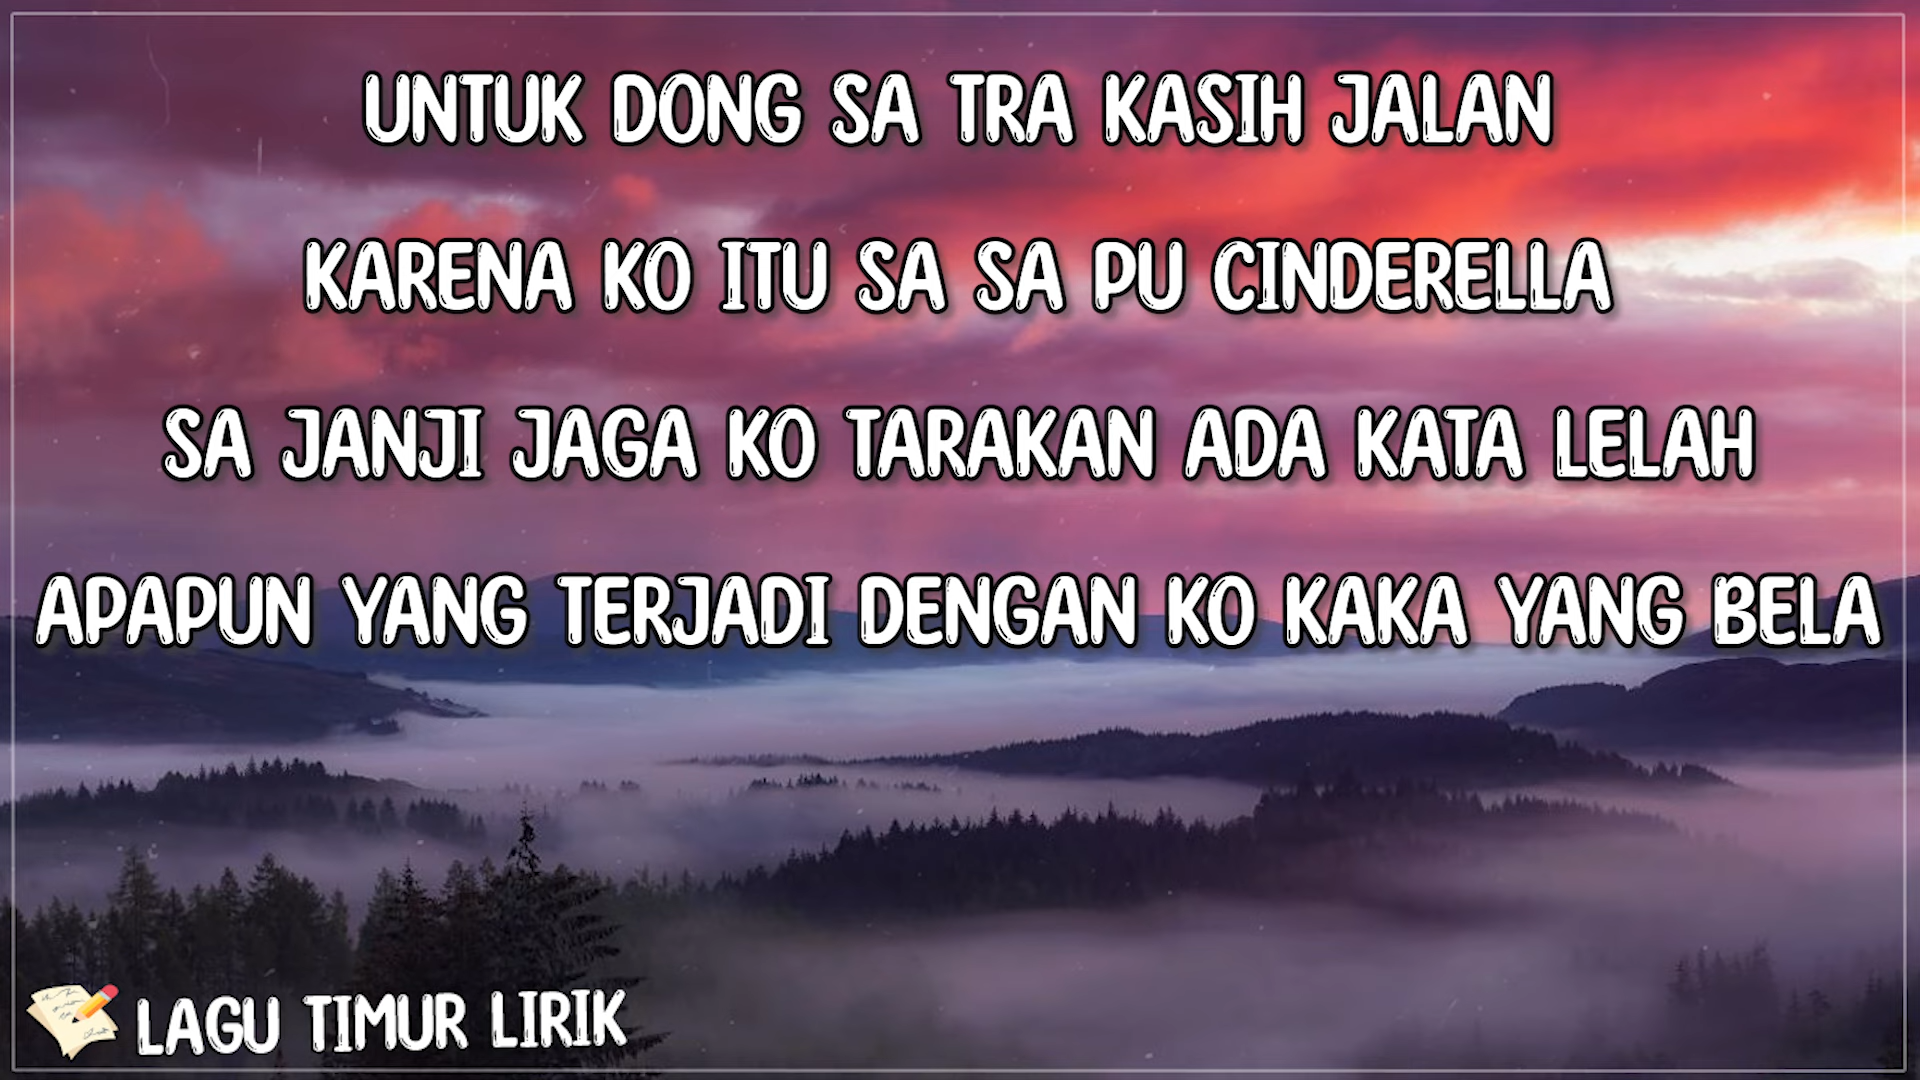 UNTUK DONG SA TRA KASIH JALAN
KARENA KO ITU SA SA PU CINDERELLA
SA JANJI JAGA KO TARAKAN ADA KATA LELAH
APAPUN YANG TERJADI DENGAN KO KAKA YANG BELA
LAGU TIMUR LIRIK